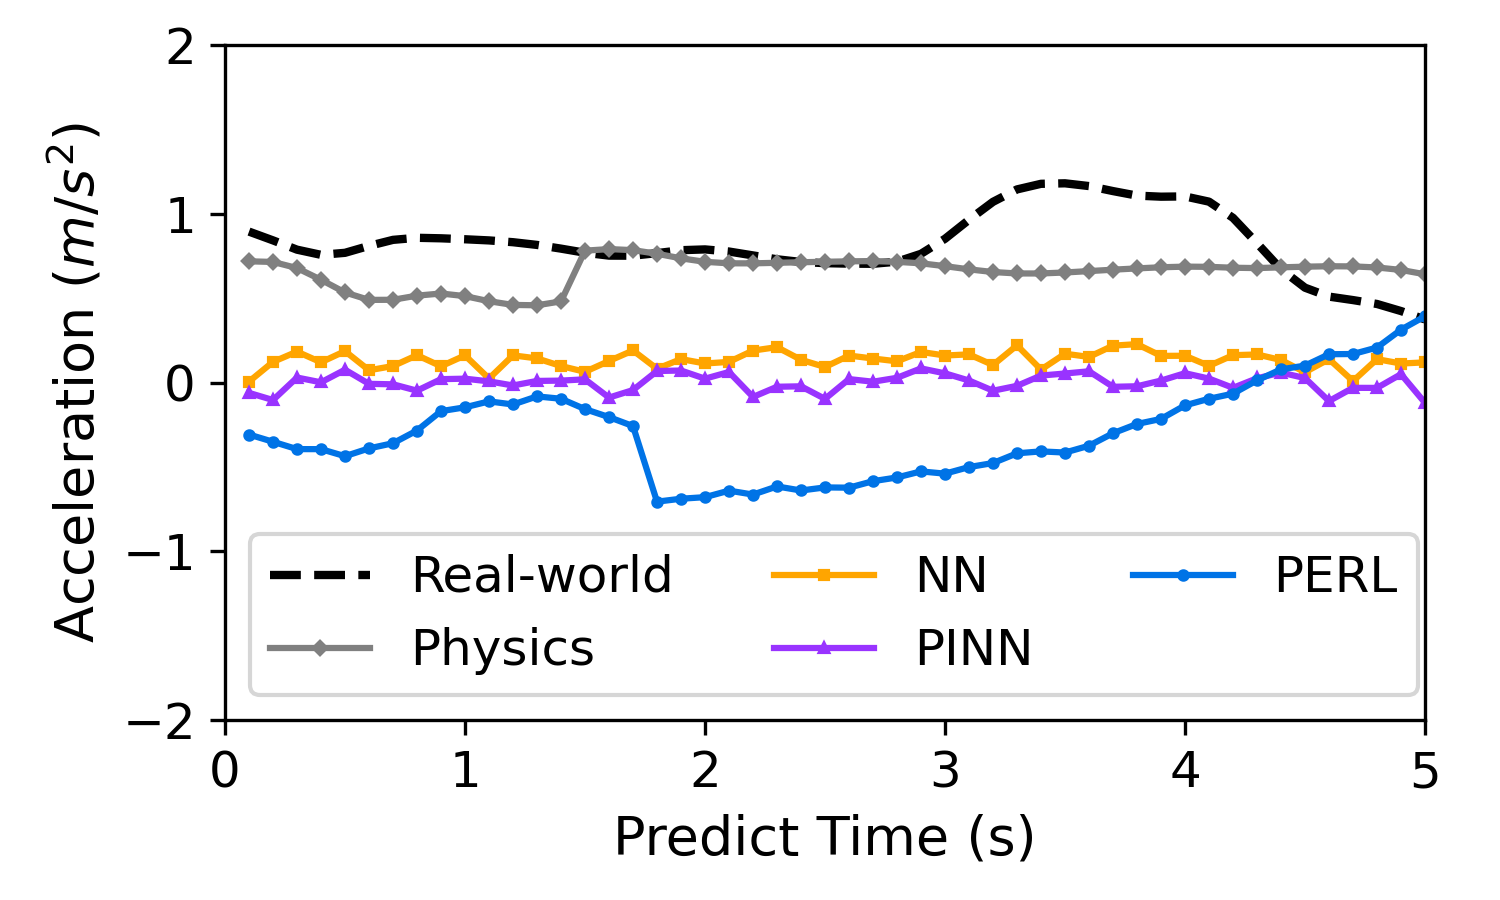 2
1
0
−1
−2
Acceleration (m/s²)
Real-world
NN
PERL
Physics
PINN
0 1 2 3 4 5
Predict Time (s)